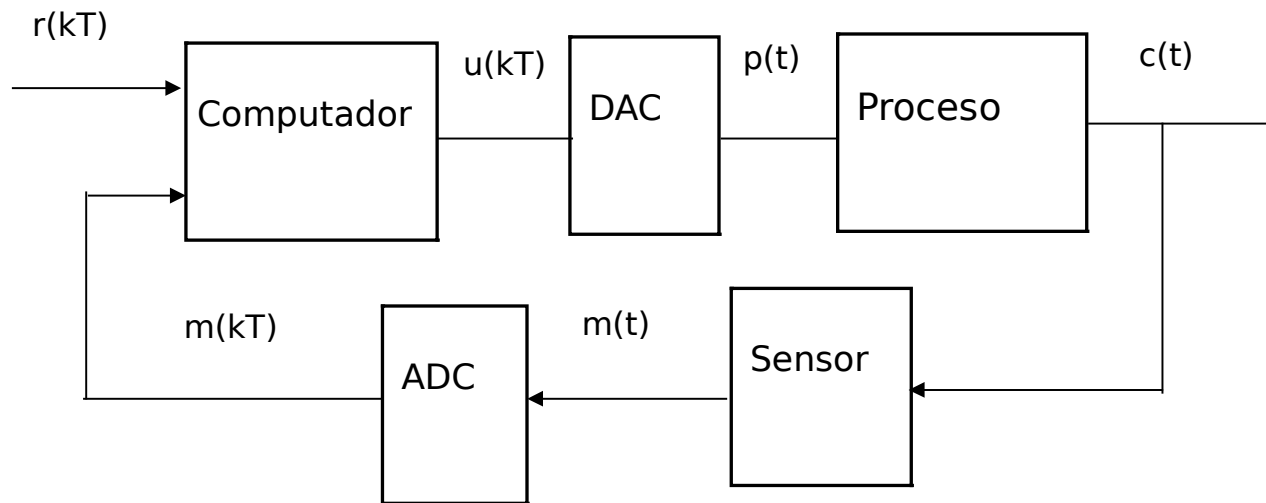 r(kT)
Computador
u(kT)
DAC
p(t)
Proceso
c(t)
m(kT)
ADC
m(t)
Sensor